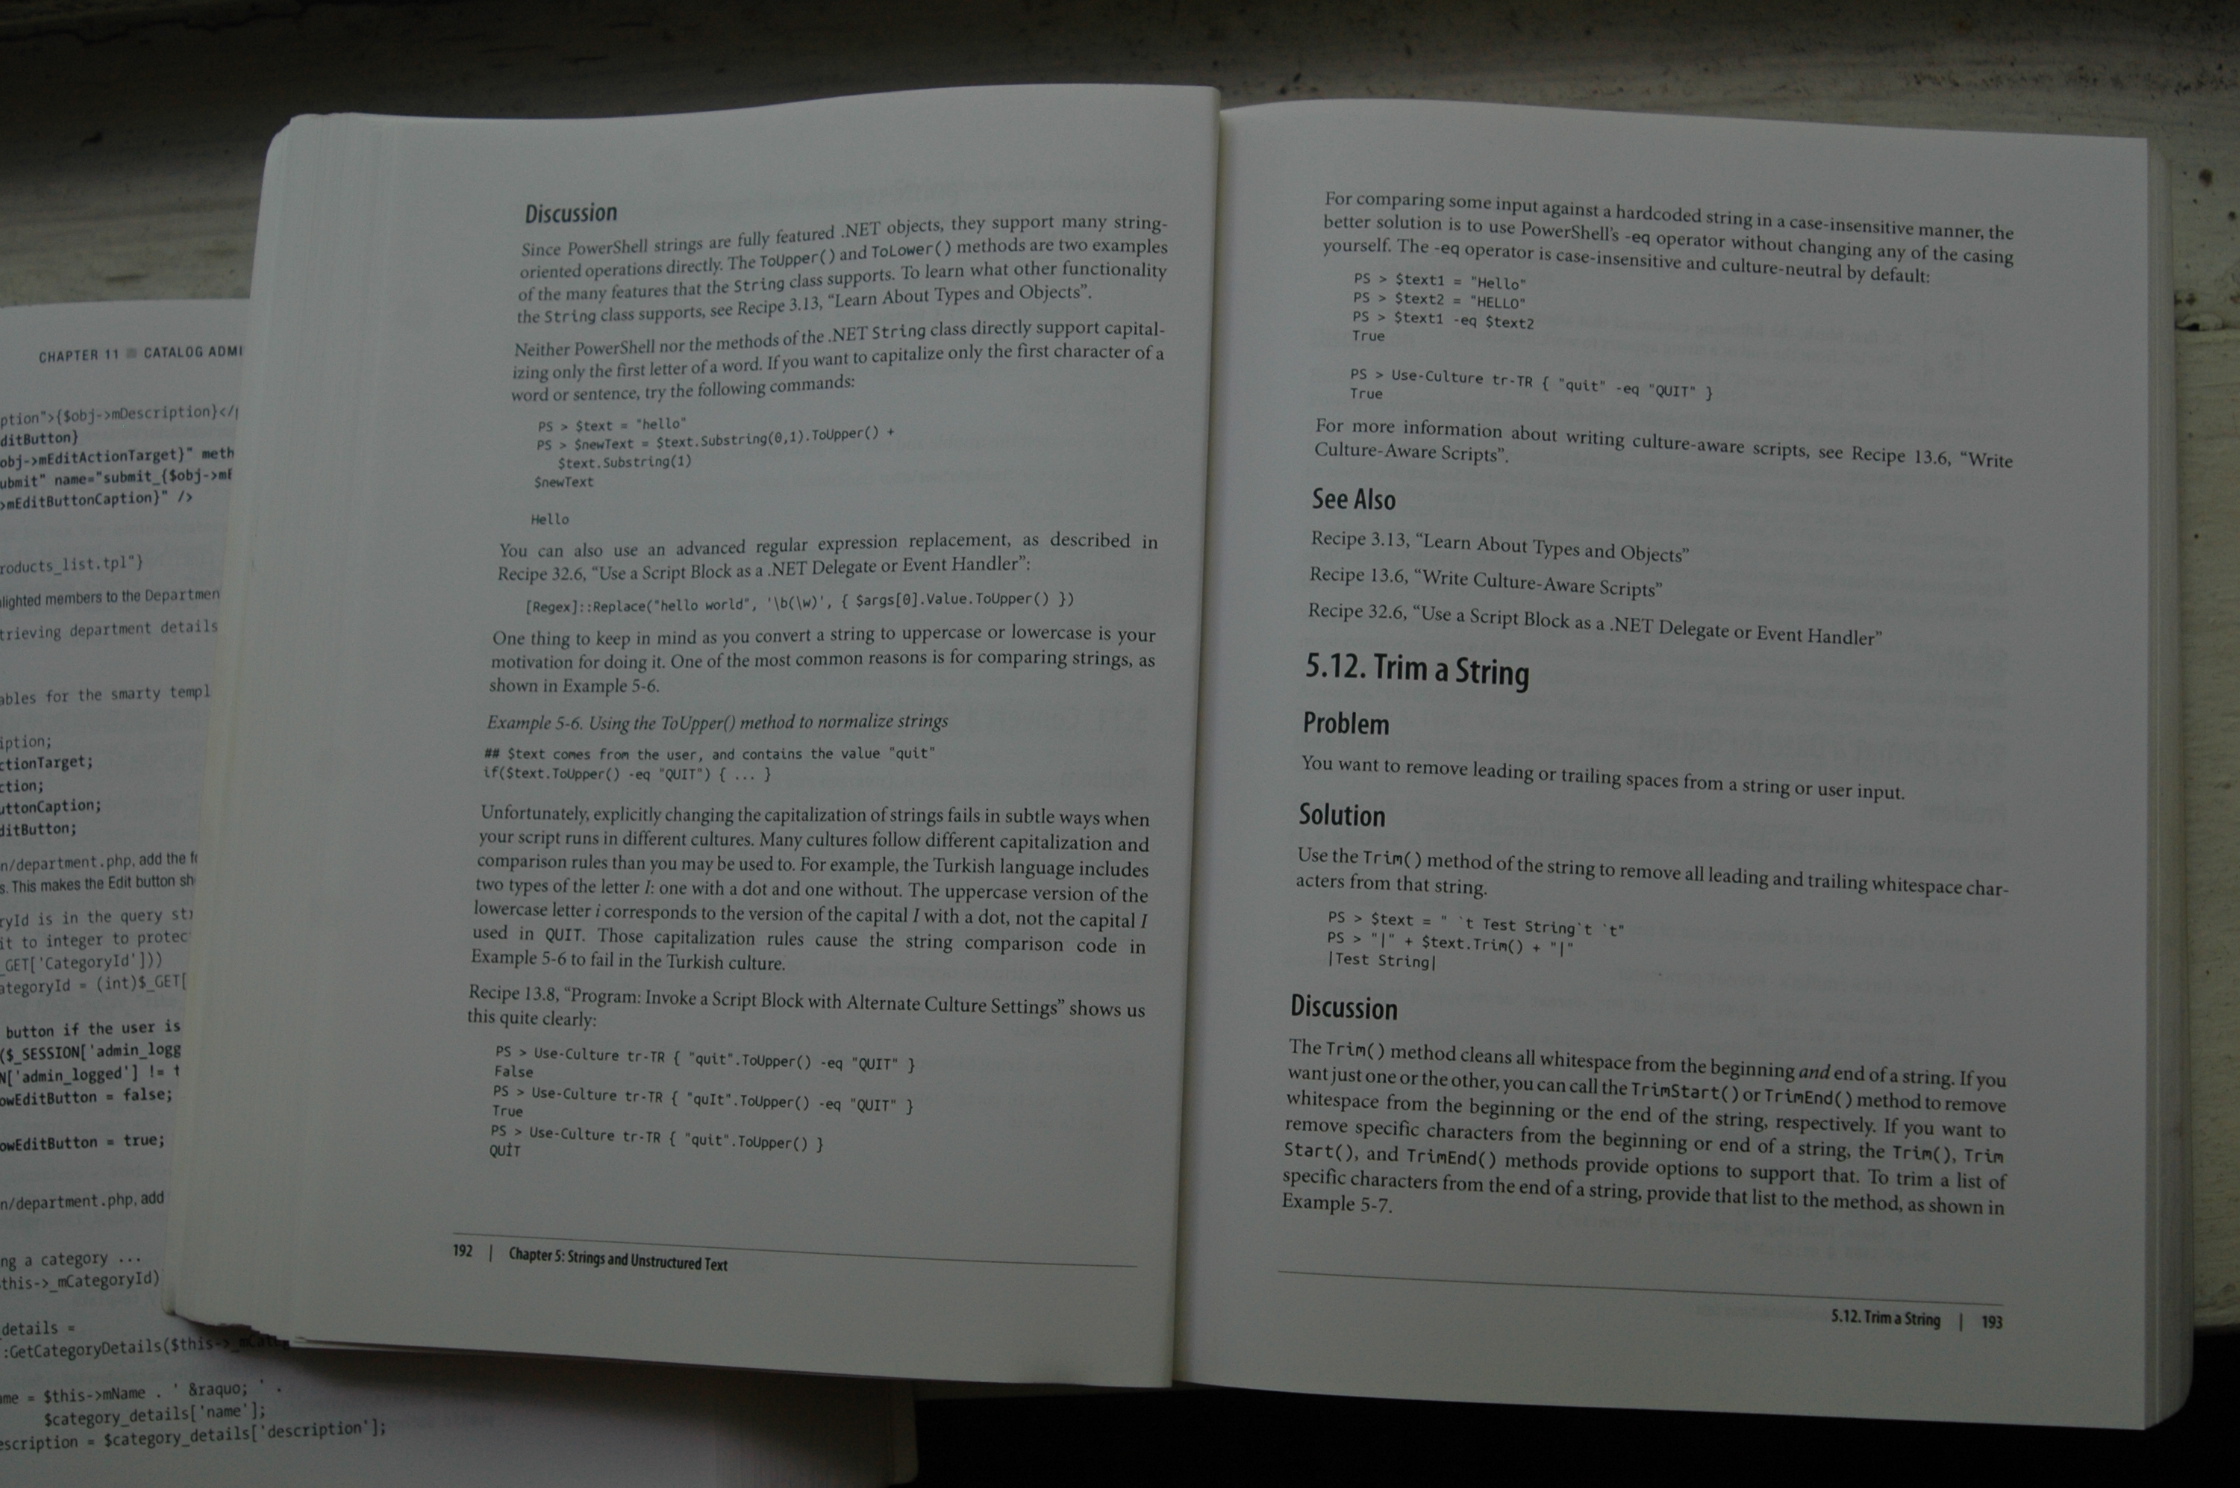 CHAPTER 11 ■ CATALOG ADMI
ption">{$obj->mDescription}</p
ditButton}
obj->mEditActionTarget}" meth
ubmit" name="submit_{$obj->mE
>mEditButtonCaption}" />
roducts_list.tpl"}
lighted members to the Departmen
trieving department details
ables for the smarty templ
iption;
ctionTarget;
ction;
uttonCaption;
ditButton;
n/department.php, add the fo
s. This makes the Edit button sh
ryId is in the query str
it to integer to protec
_GET['CategoryId']))
ategoryId = (int)$_GET[
button if the user is
($_SESSION['admin_logg
N['admin_logged'] != t
owEditButton = false;
owEditButton = true;
n/department.php, add
ng a category ...
this->_mCategoryId)
details =
:GetCategoryDetails($this->_mCate
ame = $this->mName . ' &raquo; ' .
$category_details['name'];
escription = $category_details['description'];
Discussion
Since PowerShell strings are fully featured .NET objects, they support many string-
oriented operations directly. The ToUpper() and ToLower() methods are two examples
of the many features that the String class supports. To learn what other functionality
the String class supports, see Recipe 3.13, “Learn About Types and Objects”.
Neither PowerShell nor the methods of the .NET String class directly support capital-
izing only the first letter of a word. If you want to capitalize only the first character of a
word or sentence, try the following commands:
PS > $text = "hello"
PS > $newText = $text.Substring(0,1).ToUpper() +
$text.Substring(1)
$newText
Hello
You can also use an advanced regular expression replacement, as described in
Recipe 32.6, “Use a Script Block as a .NET Delegate or Event Handler”:
[Regex]::Replace("hello world", '\b(\w)', { $args[0].Value.ToUpper() })
One thing to keep in mind as you convert a string to uppercase or lowercase is your
motivation for doing it. One of the most common reasons is for comparing strings, as
shown in Example 5-6.
Example 5-6. Using the ToUpper() method to normalize strings
## $text comes from the user, and contains the value "quit"
if($text.ToUpper() -eq "QUIT") { ... }
Unfortunately, explicitly changing the capitalization of strings fails in subtle ways when
your script runs in different cultures. Many cultures follow different capitalization and
comparison rules than you may be used to. For example, the Turkish language includes
two types of the letter I: one with a dot and one without. The uppercase version of the
lowercase letter i corresponds to the version of the capital I with a dot, not the capital I
used in QUIT. Those capitalization rules cause the string comparison code in
Example 5-6 to fail in the Turkish culture.
Recipe 13.8, “Program: Invoke a Script Block with Alternate Culture Settings” shows us
this quite clearly:
PS > Use-Culture tr-TR { "quit".ToUpper() -eq "QUIT" }
False
PS > Use-Culture tr-TR { "quIt".ToUpper() -eq "QUIT" }
True
PS > Use-Culture tr-TR { "quit".ToUpper() }
QUİT
192 | Chapter 5: Strings and Unstructured Text
For comparing some input against a hardcoded string in a case-insensitive manner, the
better solution is to use PowerShell’s -eq operator without changing any of the casing
yourself. The -eq operator is case-insensitive and culture-neutral by default:
PS > $text1 = "Hello"
PS > $text2 = "HELLO"
PS > $text1 -eq $text2
True
PS > Use-Culture tr-TR { "quit" -eq "QUIT" }
True
For more information about writing culture-aware scripts, see Recipe 13.6, “Write
Culture-Aware Scripts”.
See Also
Recipe 3.13, “Learn About Types and Objects”
Recipe 13.6, “Write Culture-Aware Scripts”
Recipe 32.6, “Use a Script Block as a .NET Delegate or Event Handler”
5.12. Trim a String
Problem
You want to remove leading or trailing spaces from a string or user input.
Solution
Use the Trim() method of the string to remove all leading and trailing whitespace char-
acters from that string.
PS > $text = " `t Test String`t `t"
PS > "|" + $text.Trim() + "|"
|Test String|
Discussion
The Trim() method cleans all whitespace from the beginning and end of a string. If you
want just one or the other, you can call the TrimStart() or TrimEnd() method to remove
whitespace from the beginning or the end of the string, respectively. If you want to
remove specific characters from the beginning or end of a string, the Trim(), Trim
Start(), and TrimEnd() methods provide options to support that. To trim a list of
specific characters from the end of a string, provide that list to the method, as shown in
Example 5-7.
5.12. Trim a String | 193